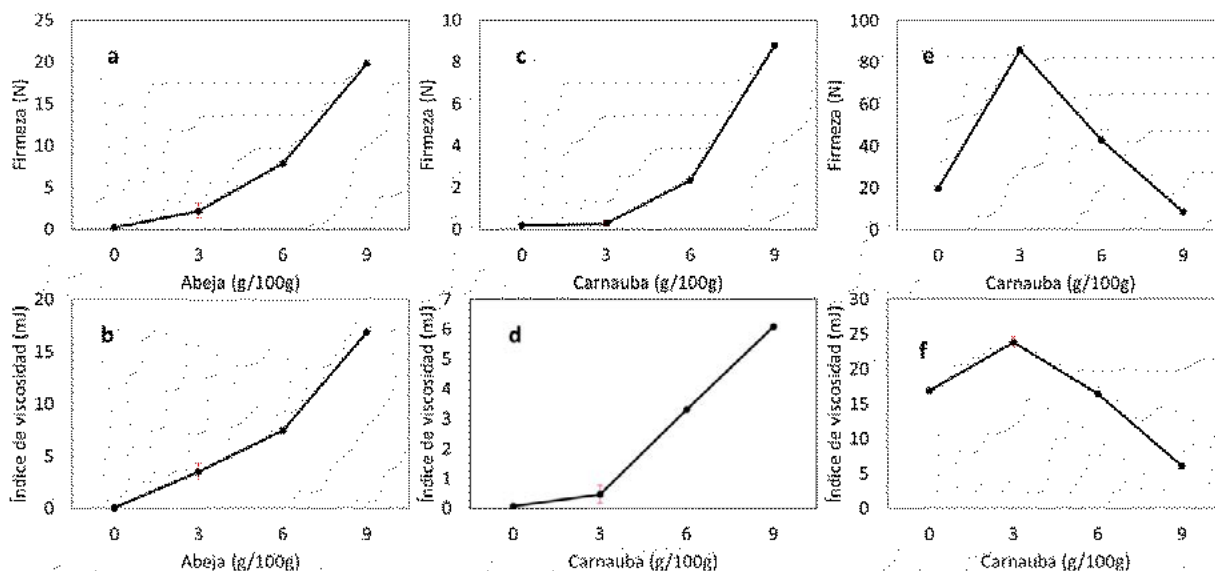 a
Firmeza (N)
25
20
15
10
5
0
0 3 6 9
Abeja (g/100g)
c
Firmeza (N)
10
8
6
4
2
0
0 3 6 9
Carnauba (g/100g)
e
Firmeza (N)
100
80
60
40
20
0
0 3 6 9
Carnauba (g/100g)
b
Índice de viscosidad (mJ)
20
15
10
5
0
0 3 6 9
Abeja (g/100g)
d
Índice de viscosidad (mJ)
7
6
5
4
3
2
1
0
0 3 6 9
Carnauba (g/100g)
f
Índice de viscosidad (mJ)
30
25
20
15
10
5
0
0 3 6 9
Carnauba (g/100g)